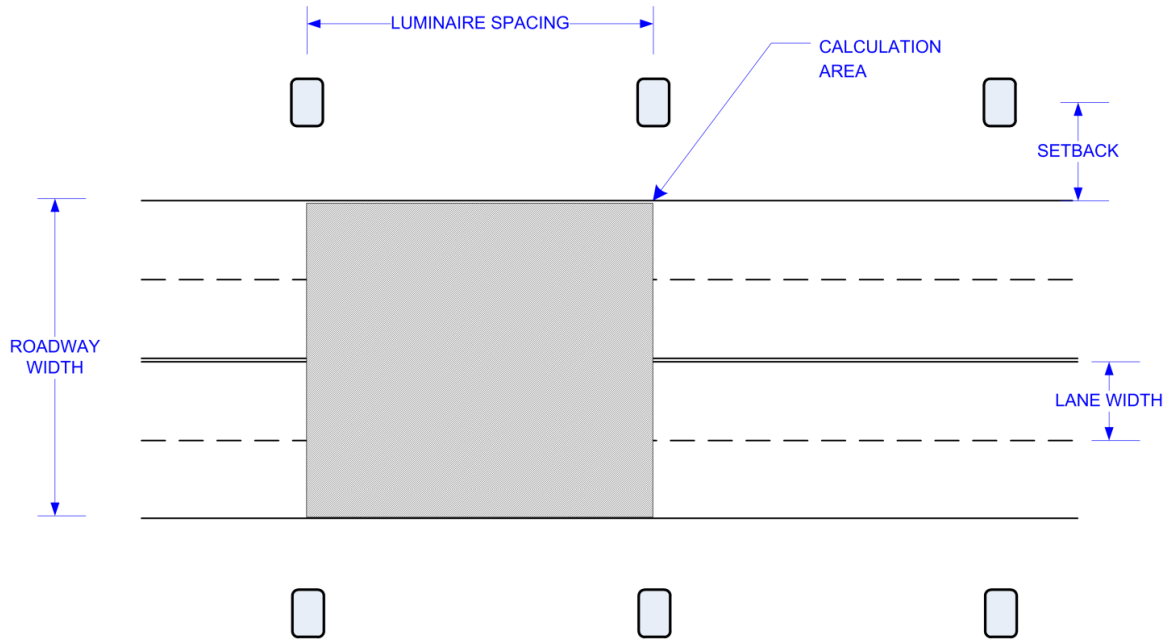 LUMINAIRE SPACING
CALCULATION
AREA
SETBACK
ROADWAY
WIDTH
LANE WIDTH